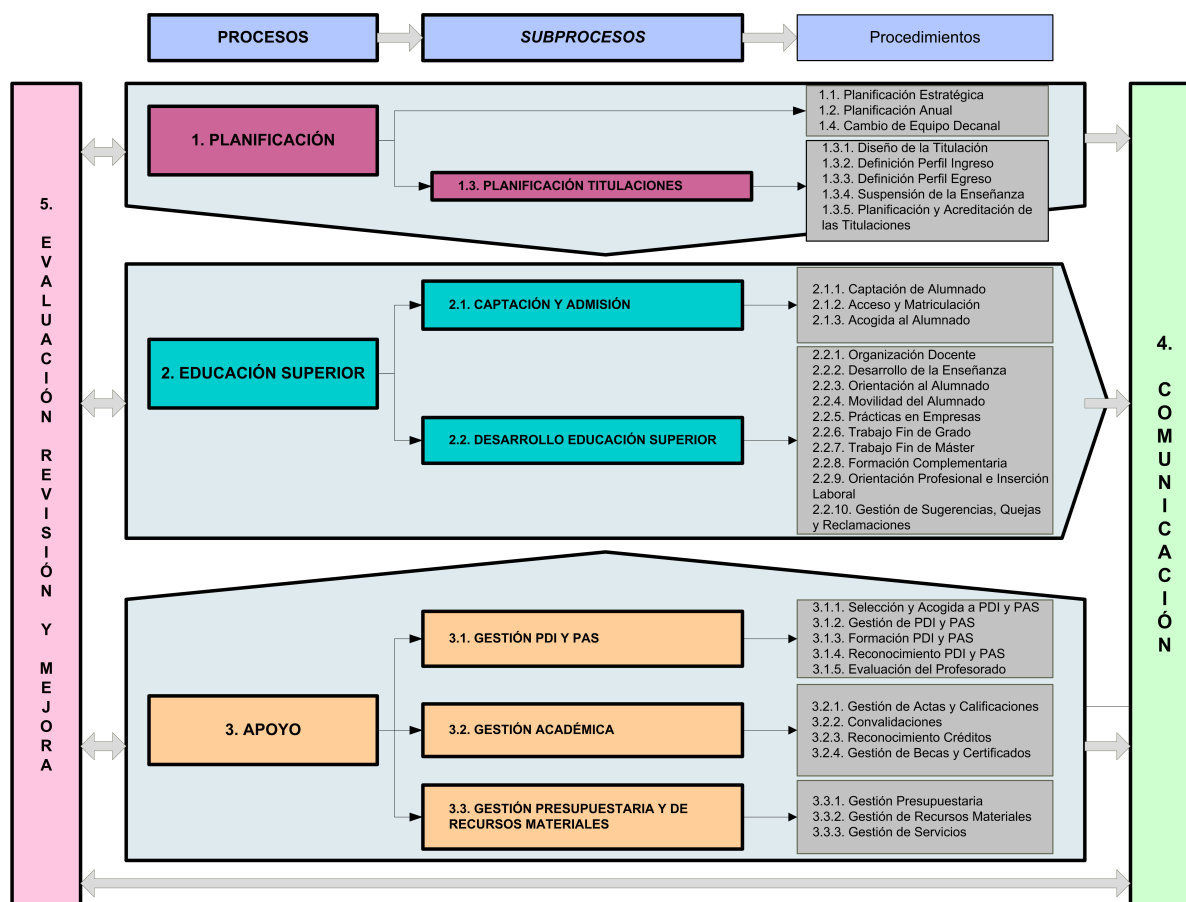 PROCESOS
SUBPROCESOS
Procedimientos
5. EVALUACIÓN REVISIÓN Y MEJORA
1. PLANIFICACIÓN
1.1. Planificación Estratégica
1.2. Planificación Anual
1.4. Cambio de Equipo Decanal
1.3. PLANIFICACIÓN TITULACIONES
1.3.1. Diseño de la Titulación
1.3.2. Definición Perfil Ingreso
1.3.3. Definición Perfil Egreso
1.3.4. Suspensión de la Enseñanza
1.3.5. Planificación y Acreditación de
las Titulaciones
2. EDUCACIÓN SUPERIOR
2.1. CAPTACIÓN Y ADMISIÓN
2.1.1. Captación de Alumnado
2.1.2. Acceso y Matriculación
2.1.3. Acogida al Alumnado
2.2. DESARROLLO EDUCACIÓN SUPERIOR
2.2.1. Organización Docente
2.2.2. Desarrollo de la Enseñanza
2.2.3. Orientación al Alumnado
2.2.4. Movilidad del Alumnado
2.2.5. Prácticas en Empresas
2.2.6. Trabajo Fin de Grado
2.2.7. Trabajo Fin de Máster
2.2.8. Formación Complementaria
2.2.9. Orientación Profesional e Inserción
Laboral
2.2.10. Gestión de Sugerencias, Quejas
y Reclamaciones
3. APOYO
3.1. GESTIÓN PDI Y PAS
3.1.1. Selección y Acogida a PDI y PAS
3.1.2. Gestión de PDI y PAS
3.1.3. Formación PDI y PAS
3.1.4. Reconocimiento PDI y PAS
3.1.5. Evaluación del Profesorado
3.2. GESTIÓN ACADÉMICA
3.2.1. Gestión de Actas y Calificaciones
3.2.2. Convalidaciones
3.2.3. Reconocimiento Créditos
3.2.4. Gestión de Becas y Certificados
3.3. GESTIÓN PRESUPUESTARIA Y DE
RECURSOS MATERIALES
3.3.1. Gestión Presupuestaria
3.3.2. Gestión de Recursos Materiales
3.3.3. Gestión de Servicios
4. COMUNICACIÓN